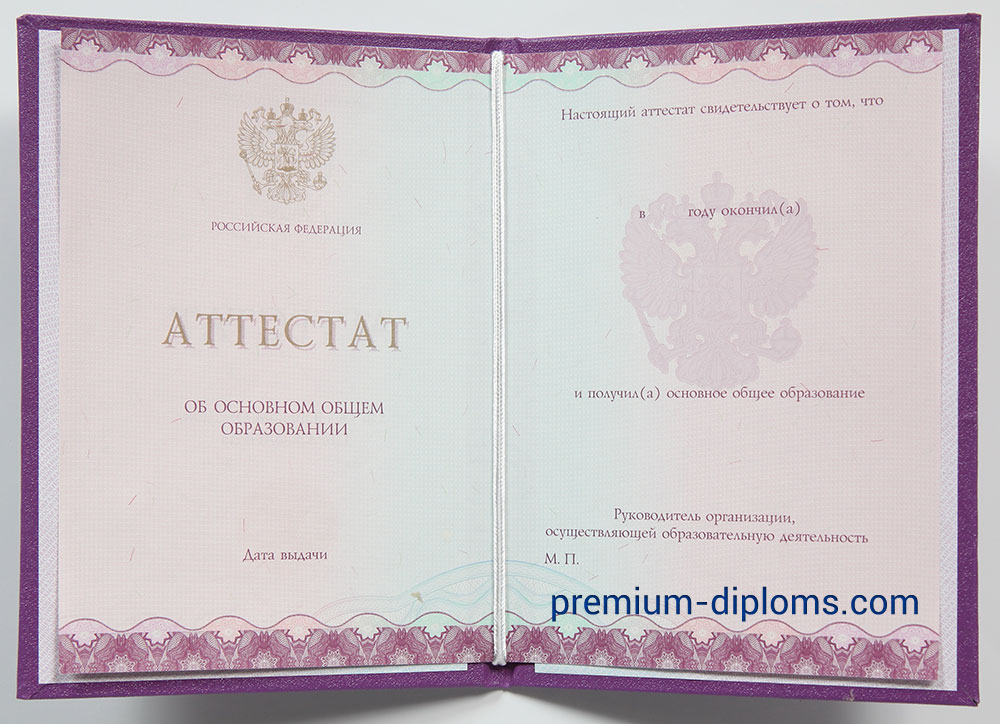 РОССИЙСКАЯ ФЕДЕРАЦИЯ
АТТЕСТАТ
ОБ ОСНОВНОМ ОБЩЕМ
ОБРАЗОВАНИИ
Дата выдачи
Настоящий аттестат свидетельствует о том, что
в году окончил(а)
и получил(а) основное общее образование
Руководитель организации,
осуществляющей образовательную деятельность
М. П.
premium-diploms.com